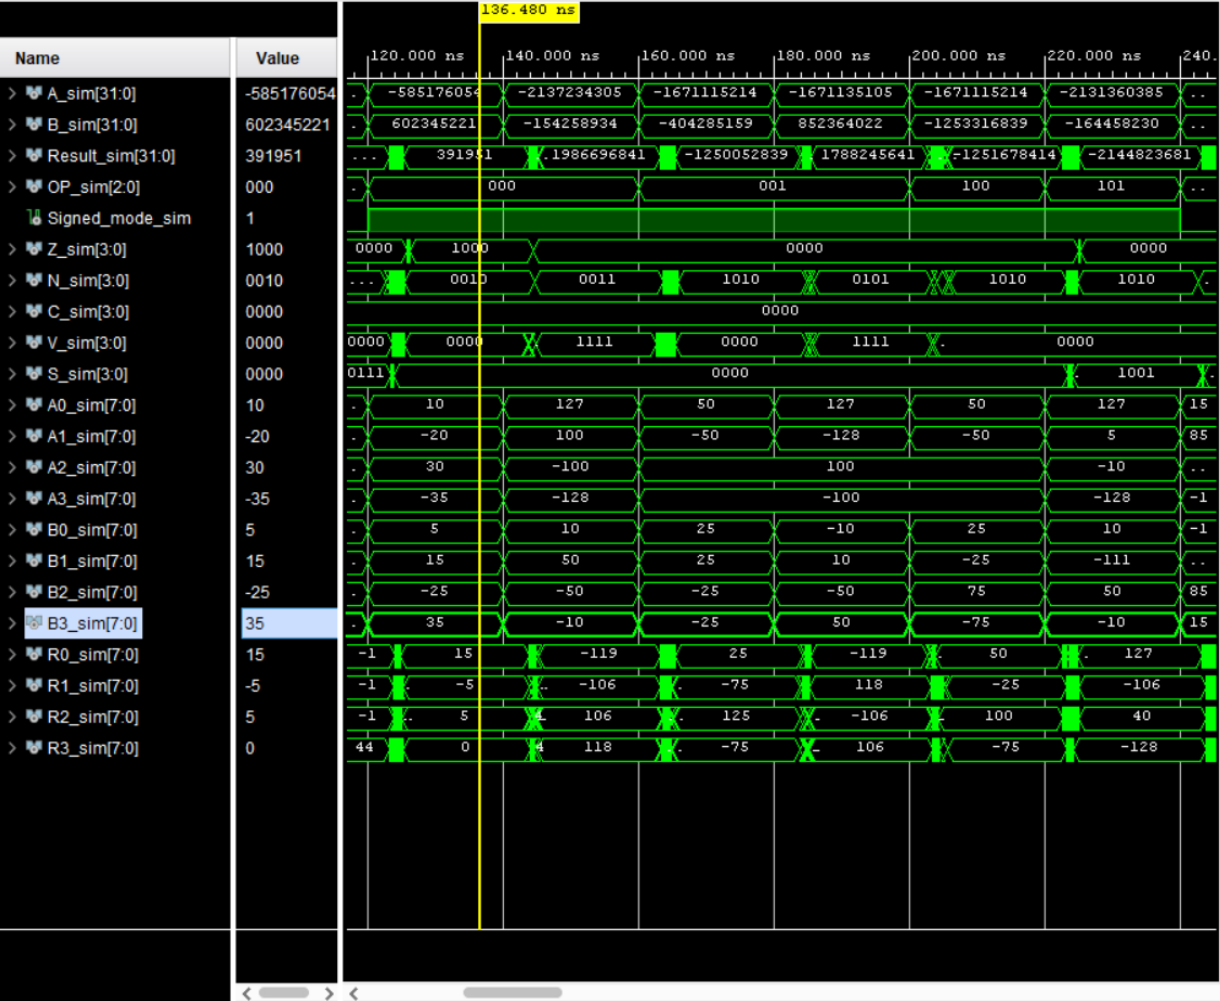 136.480 ns
Name Value 120.000 ns 140.000 ns 160.000 ns 180.000 ns 200.000 ns 220.000 ns 240.
A_sim[31:0] -585176054 . -585176054 -2137234305 -1671115214 -1671135105 -1671115214 -2131360385 ..
B_sim[31:0] 602345221 . 602345221 -154258934 -404285159 852364022 -1253316839 -164458230 ..
Result_sim[31:0] 391951 ... 391951 .1986696841 -1250052839 1788245641 -1251678414 -2144823681
OP_sim[2:0] 000 . 000 001 100 101 ..
Signed_mode_sim 1
Z_sim[3:0] 1000 0000 1000 0000 0000
N_sim[3:0] 0010 ... 0010 0011 1010 0101 1010 1010 .
C_sim[3:0] 0000 0000
V_sim[3:0] 0000 0000 0000 1111 0000 1111 . 0000
S_sim[3:0] 0000 0111 0000 . 1001 .
A0_sim[7:0] 10 . 10 127 50 127 50 127 15
A1_sim[7:0] -20 . -20 100 -50 -128 -50 5 85
A2_sim[7:0] 30 . 30 -100 100 -10 ..
A3_sim[7:0] -35 . -35 -128 -100 -128 -1
B0_sim[7:0] 5 . 5 10 25 -10 25 10 -1
B1_sim[7:0] 15 . 15 50 25 10 -25 -111 ..
B2_sim[7:0] -25 . -25 -50 25 -50 75 50 85
B3_sim[7:0] 35 . 35 -10 -25 50 -75 -10 15
R0_sim[7:0] 15 -1 15 -119 25 -119 . 50 127
R1_sim[7:0] -5 -1 . -5 . -106 . -75 118 . -25 -106
R2_sim[7:0] 5 -1 .. 5 4 106 . 125 . -106 . 100 40
R3_sim[7:0] 0 44 0 4 118 . -75 106 -75 -128